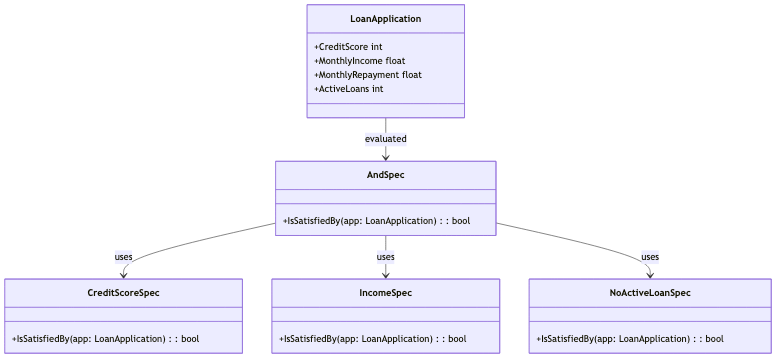 LoanApplication
+CreditScore int
+MonthlyIncome float
+MonthlyRepayment float
+ActiveLoans int
evaluated
AndSpec
+IsSatisfiedBy(app: LoanApplication) : : bool
uses
uses
uses
CreditScoreSpec
+IsSatisfiedBy(app: LoanApplication) : : bool
IncomeSpec
+IsSatisfiedBy(app: LoanApplication) : : bool
NoActiveLoanSpec
+IsSatisfiedBy(app: LoanApplication) : : bool